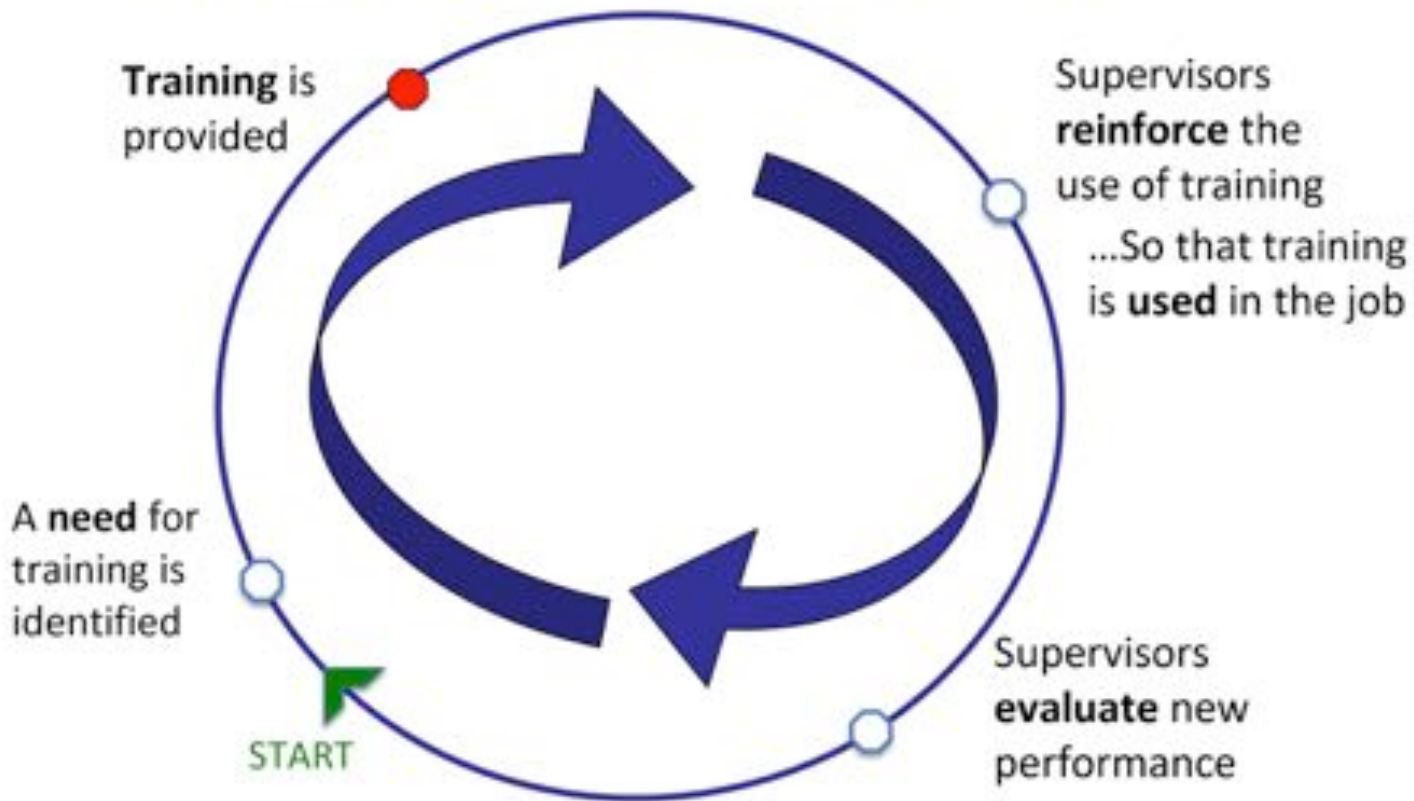 Training is
provided
Supervisors
reinforce the
use of training
...So that training
is used in the job
A need for
training is
identified
START
Supervisors
evaluate new
performance